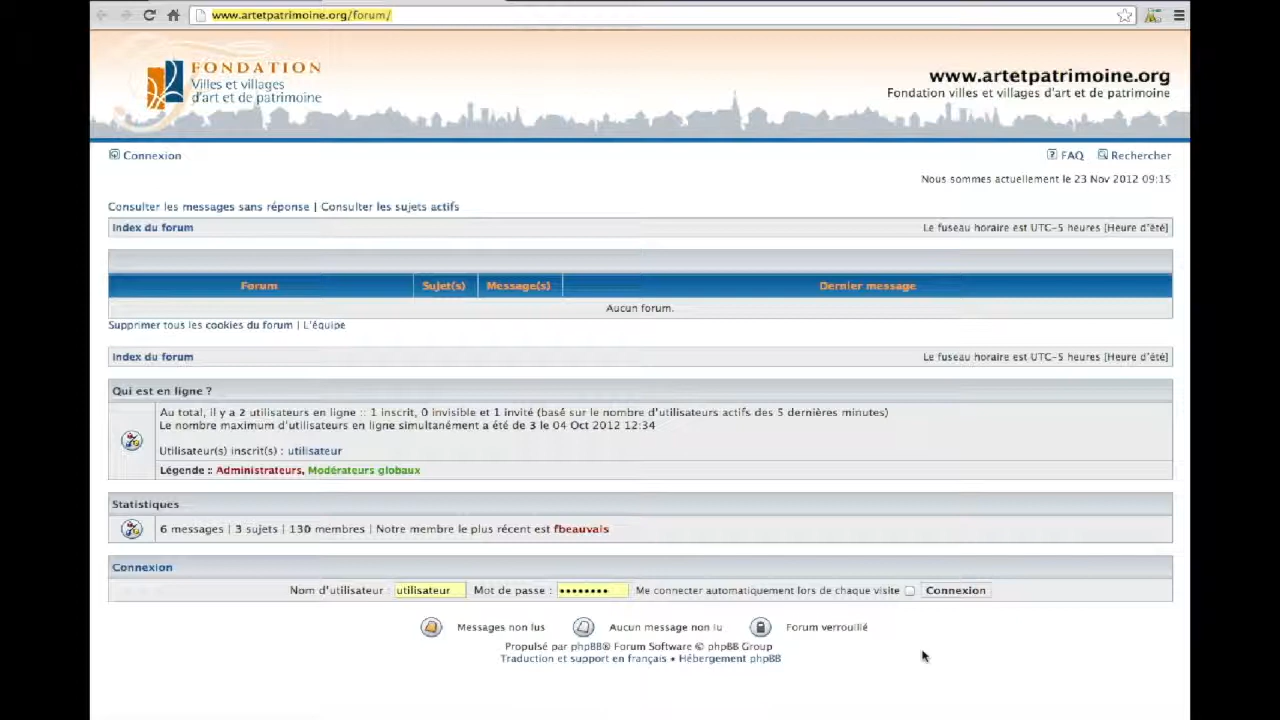 www.artetpatrimoine.org/forum/
FONDATION
Villes et villages
d'art et de patrimoine
www.artetpatrimoine.org
Fondation villes et villages d'art et de patrimoine
Connexion
FAQ Rechercher
Nous sommes actuellement le 23 Nov 2012 09:15
Consulter les messages sans réponse | Consulter les sujets actifs
Index du forum Le fuseau horaire est UTC-5 heures [Heure d'été]
Forum Sujet(s) Message(s) Dernier message
Aucun forum.
Supprimer tous les cookies du forum | L'équipe
Index du forum Le fuseau horaire est UTC-5 heures [Heure d'été]
Qui est en ligne ?
Au total, il y a 2 utilisateurs en ligne :: 1 inscrit, 0 invisible et 1 invité (basé sur le nombre d'utilisateurs actifs des 5 dernières minutes)
Le nombre maximum d'utilisateurs en ligne simultanément a été de 3 le 04 Oct 2012 12:34
Utilisateur(s) inscrit(s) : utilisateur
Légende :: Administrateurs, Modérateurs globaux
Statistiques
6 messages | 3 sujets | 130 membres | Notre membre le plus récent est fbeauvais
Connexion
Nom d'utilisateur : utilisateur Mot de passe : •••••••• Me connecter automatiquement lors de chaque visite Connexion
Messages non lus Aucun message non lu Forum verrouillé
Propulsé par phpBB® Forum Software © phpBB Group
Traduction et support en français • Hébergement phpBB